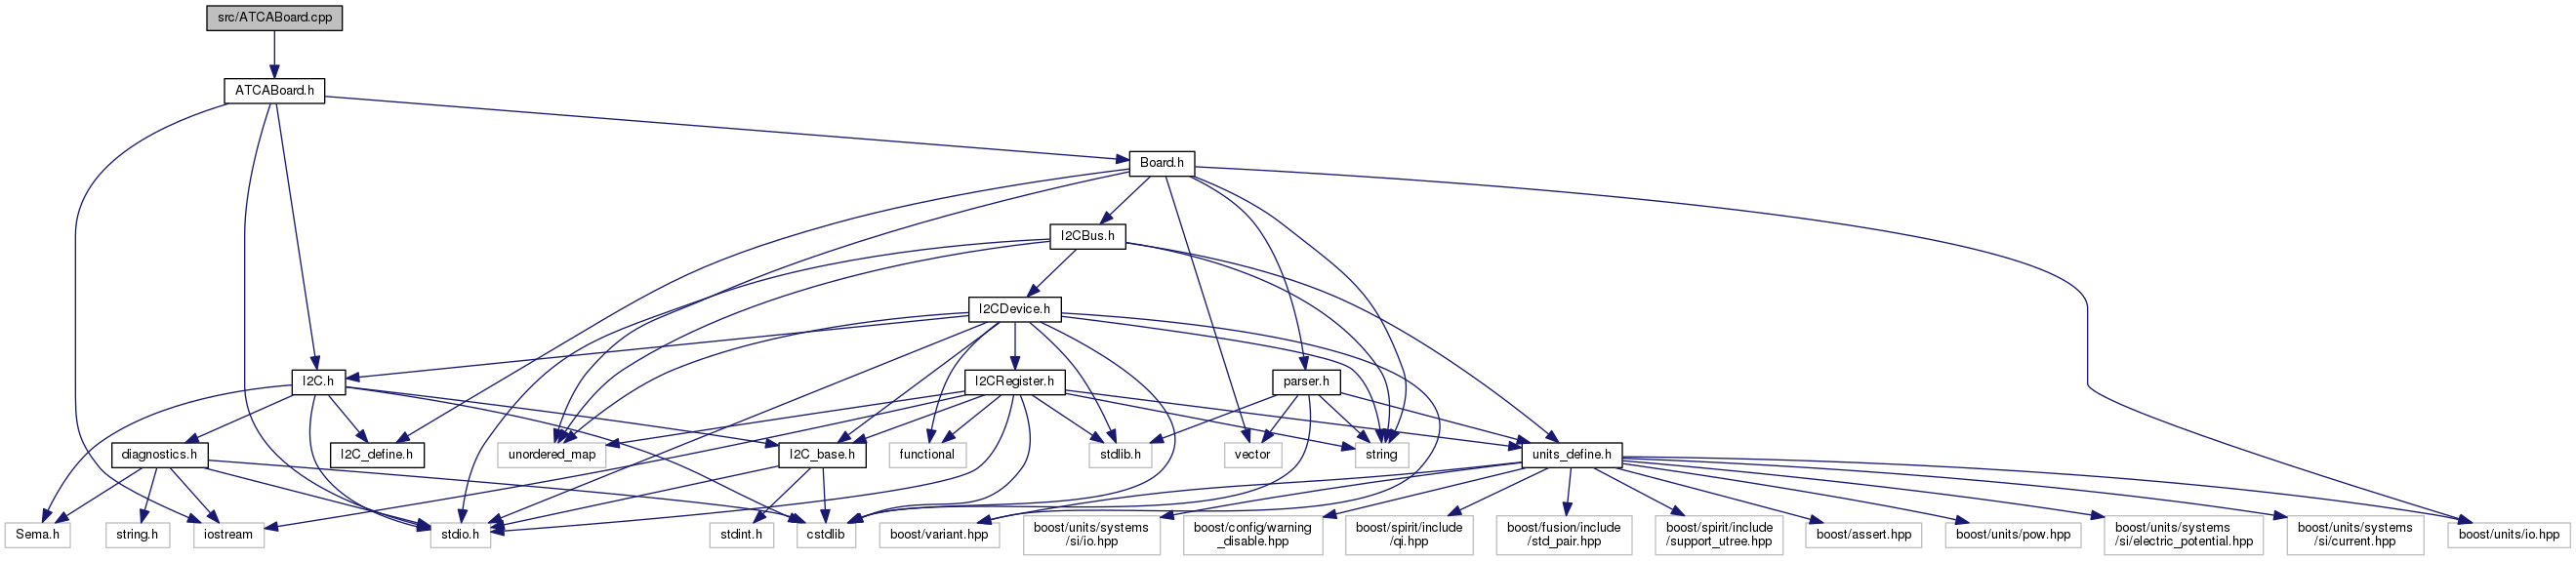 src/ATCABoard.cpp
ATCABoard.h
Board.h
I2CBus.h
I2CDevice.h
I2C.h
I2CRegister.h
parser.h
diagnostics.h
I2C_define.h
unordered_map
I2C_base.h
functional
stdlib.h
vector
string
units_define.h
Sema.h
string.h
iostream
stdio.h
stdint.h
cstdlib
boost/variant.hpp
boost/units/systems
/si/io.hpp
boost/config/warning
_disable.hpp
boost/spirit/include
/qi.hpp
boost/fusion/include
/std_pair.hpp
boost/spirit/include
/support_utree.hpp
boost/assert.hpp
boost/units/pow.hpp
boost/units/systems
/si/electric_potential.hpp
boost/units/systems
/si/current.hpp
boost/units/io.hpp